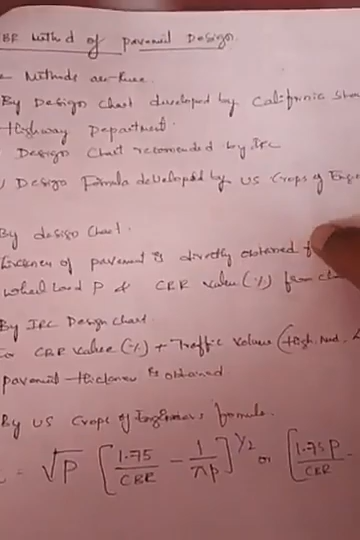 BR Method of pavement Design
Methods are three.
By Design Chart developed by California State
Highway Department.
Design Chart recomended by IRC
Design Formula developed by US Crops of Engi
By design Chart.
thickness of pavement is directly obtained f
wheel load P & CBR value (%) from cha
By IRC Design Chart.
CBR value (%) + Traffic Volume (High, Med,
pavement thickness is obtained.
By US Crops of Engineers formula.
= √P [1.75/CBR - 1/πp]^1/2 or [1.75P/CBR -